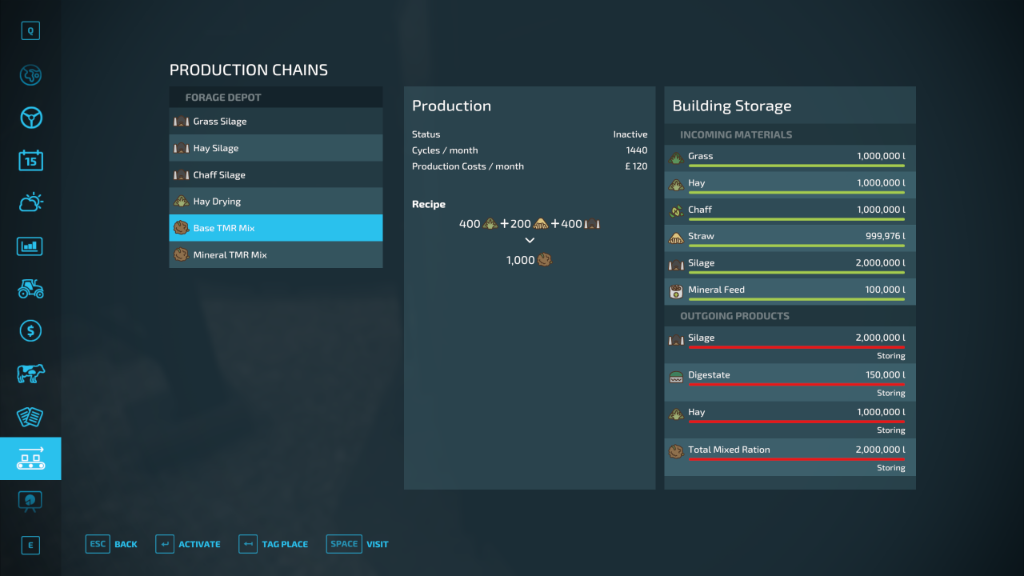 Q
15
PRODUCTION CHAINS
FORAGE DEPOT
Grass Silage
Hay Silage
Chaff Silage
Hay Drying
Base TMR Mix
Mineral TMR Mix
Production
Status Inactive
Cycles / month 1440
Production Costs / month £ 120
Recipe
400 + 200 + 400
1,000
Building Storage
INCOMING MATERIALS
Grass 1,000,000 l
Hay 1,000,000 l
Chaff 1,000,000 l
Straw 999,976 l
Silage 2,000,000 l
Mineral Feed 100,000 l
OUTGOING PRODUCTS
Silage 2,000,000 l
Storing
Digestate 150,000 l
Storing
Hay 1,000,000 l
Storing
Total Mixed Ration 2,000,000 l
Storing
$
E
ESC BACK ACTIVATE TAG PLACE SPACE VISIT